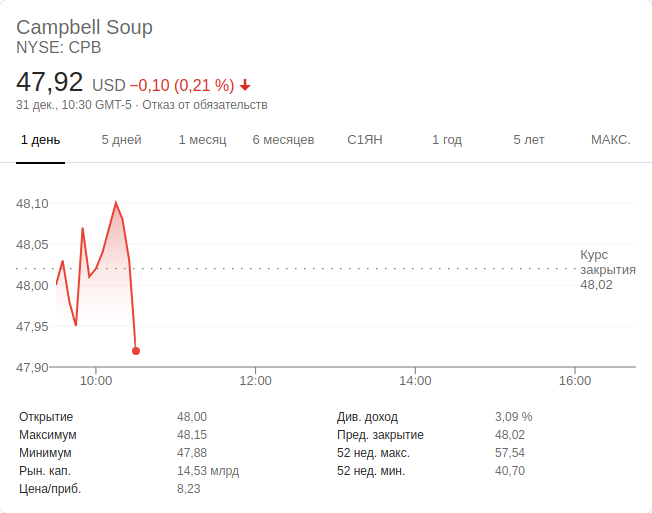 Campbell Soup
NYSE: CPB
47,92 USD −0,10 (0,21 %)
31 дек., 10:30 GMT-5 · Отказ от обязательств
1 день 5 дней 1 месяц 6 месяцев С1ЯН 1 год 5 лет МАКС.
48,10
48,05
Курс
закрытия
48,02
48,00
47,95
47,90
10:00 12:00 14:00 16:00
Открытие 48,00 Див. доход 3,09 %
Максимум 48,15 Пред. закрытие 48,02
Минимум 47,88 52 нед. макс. 57,54
Рын. кап. 14,53 млрд 52 нед. мин. 40,70
Цена/приб. 8,23